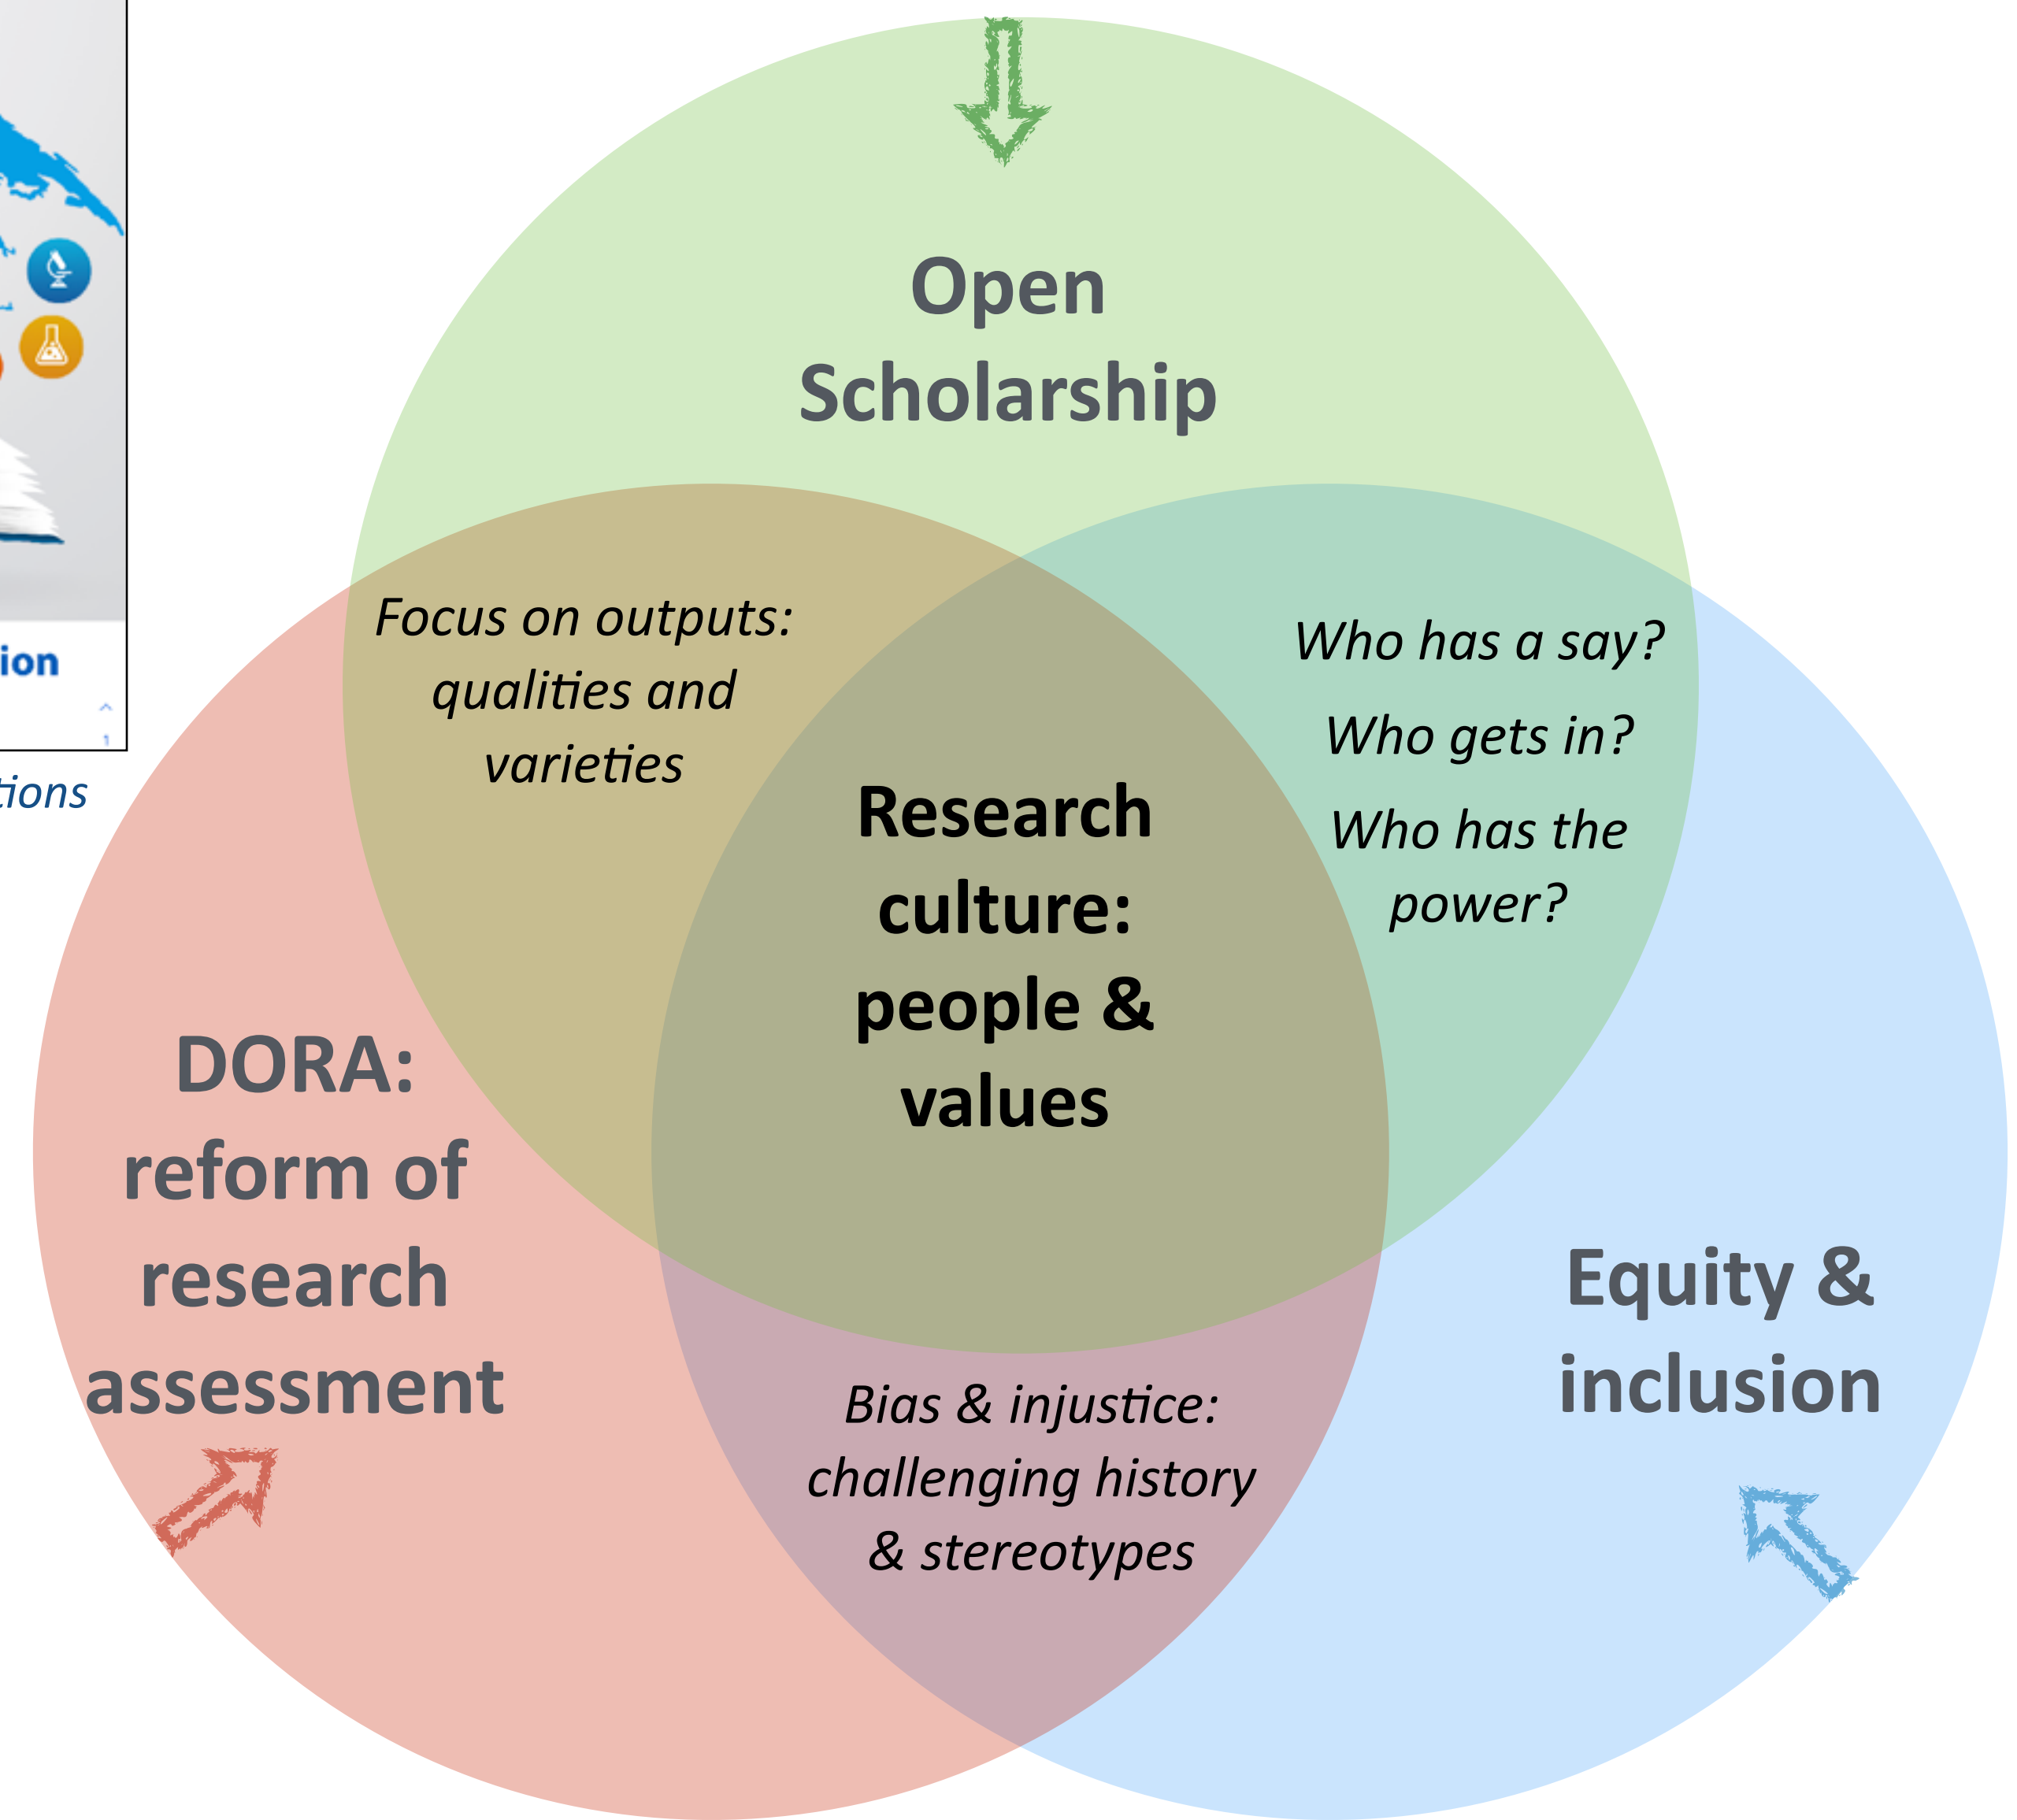 Open
Scholarship
Focus on outputs:
qualities and
varieties
Who has a say?
Who gets in?
Who has the
power?
Research
culture:
people &
values
DORA:
reform of
research
assessment
Equity &
inclusion
Bias & injustice:
challenging history
& stereotypes
ion
1
tions